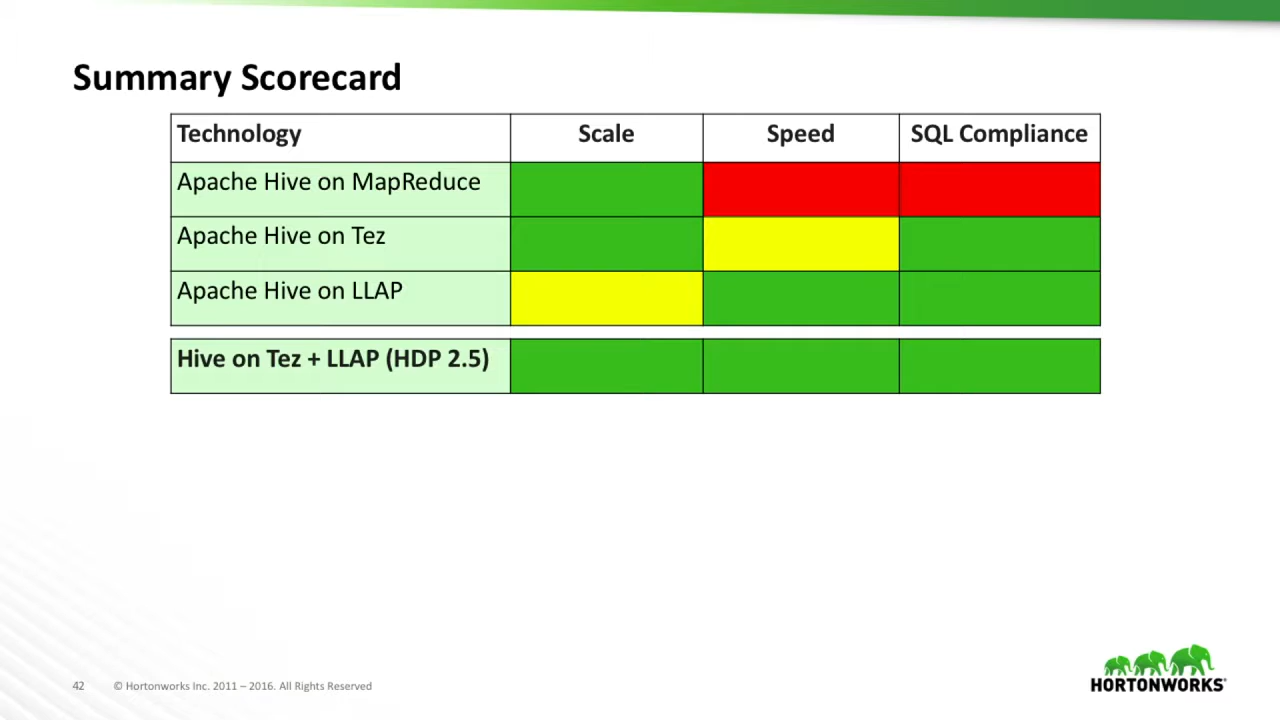 Summary Scorecard
Technology Scale Speed SQL Compliance
Apache Hive on MapReduce
Apache Hive on Tez
Apache Hive on LLAP
Hive on Tez + LLAP (HDP 2.5)
42 © Hortonworks Inc. 2011 – 2016. All Rights Reserved
HORTONWORKS®